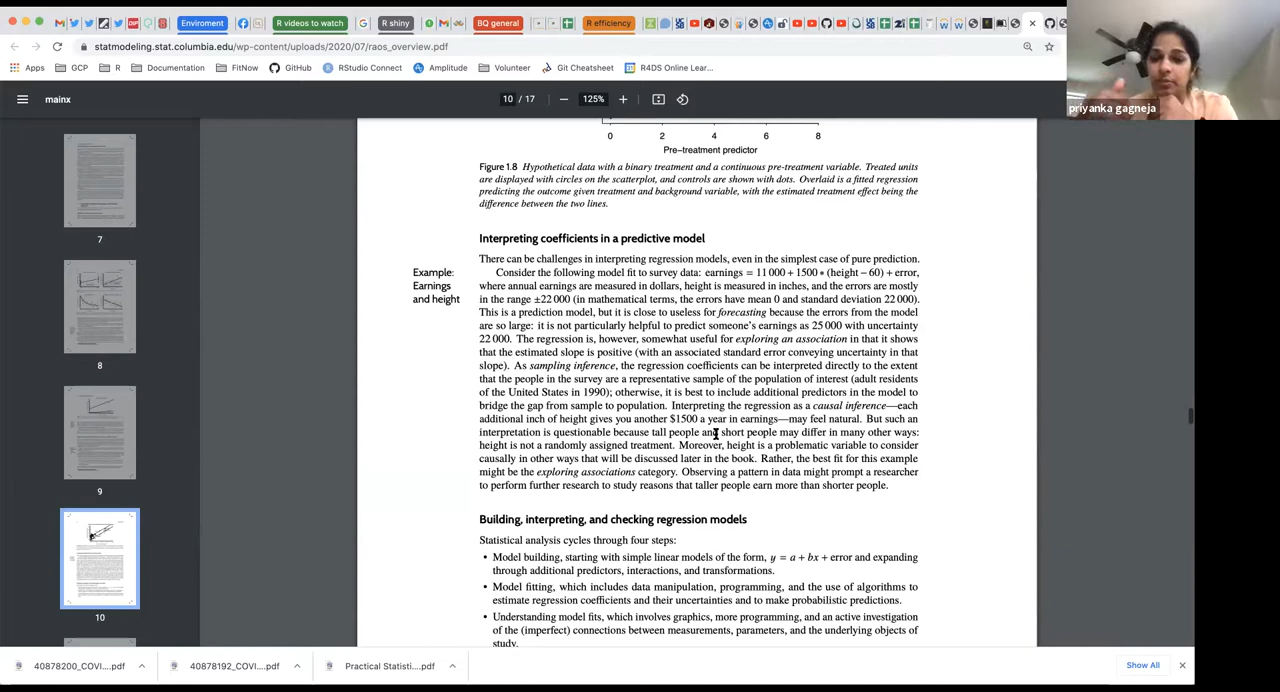 Enviroment
R videos to watch
R shiny
BQ general
R efficiency
statmodeling.stat.columbia.edu/wp-content/uploads/2020/07/raos_overview.pdf
Apps GCP R Documentation FitNow GitHub RStudio Connect Amplitude Volunteer Git Cheatsheet R4DS Online Lear...
priyanka gagneja
mainx
10 / 17
125%
7
8
9
10
0 2 4 6 8
Pre−treatment predictor
Figure 1.8 Hypothetical data with a binary treatment and a continuous pre-treatment variable. Treated units
are displayed with circles on the scatterplot, and controls are shown with dots. Overlaid is a fitted regression
predicting the outcome given treatment and background variable, with the estimated treatment effect being the
difference between the two lines.
Interpreting coefficients in a predictive model
There can be challenges in interpreting regression models, even in the simplest case of pure prediction.
Example:
Earnings
and height
Consider the following model fit to survey data: earnings = 11 000 + 1500 ∗ (height − 60) + error,
where annual earnings are measured in dollars, height is measured in inches, and the errors are mostly
in the range ±22 000 (in mathematical terms, the errors have mean 0 and standard deviation 22 000).
This is a prediction model, but it is close to useless for forecasting because the errors from the model
are so large: it is not particularly helpful to predict someone's earnings as 25 000 with uncertainty
22 000. The regression is, however, somewhat useful for exploring an association in that it shows
that the estimated slope is positive (with an associated standard error conveying uncertainty in that
slope). As sampling inference, the regression coefficients can be interpreted directly to the extent
that the people in the survey are a representative sample of the population of interest (adult residents
of the United States in 1990); otherwise, it is best to include additional predictors in the model to
bridge the gap from sample to population. Interpreting the regression as a causal inference—each
additional inch of height gives you another $1500 a year in earnings—may feel natural. But such an
interpretation is questionable because tall people and short people may differ in many other ways:
height is not a randomly assigned treatment. Moreover, height is a problematic variable to consider
causally in other ways that will be discussed later in the book. Rather, the best fit for this example
might be the exploring associations category. Observing a pattern in data might prompt a researcher
to perform further research to study reasons that taller people earn more than shorter people.
Building, interpreting, and checking regression models
Statistical analysis cycles through four steps:
• Model building, starting with simple linear models of the form, y = a + bx + error and expanding
through additional predictors, interactions, and transformations.
• Model fitting, which includes data manipulation, programming, and the use of algorithms to
estimate regression coefficients and their uncertainties and to make probabilistic predictions.
• Understanding model fits, which involves graphics, more programming, and an active investigation
of the (imperfect) connections between measurements, parameters, and the underlying objects of
study.
40878200_COVI....pdf
40878192_COVI....pdf
Practical Statisti....pdf
Show All